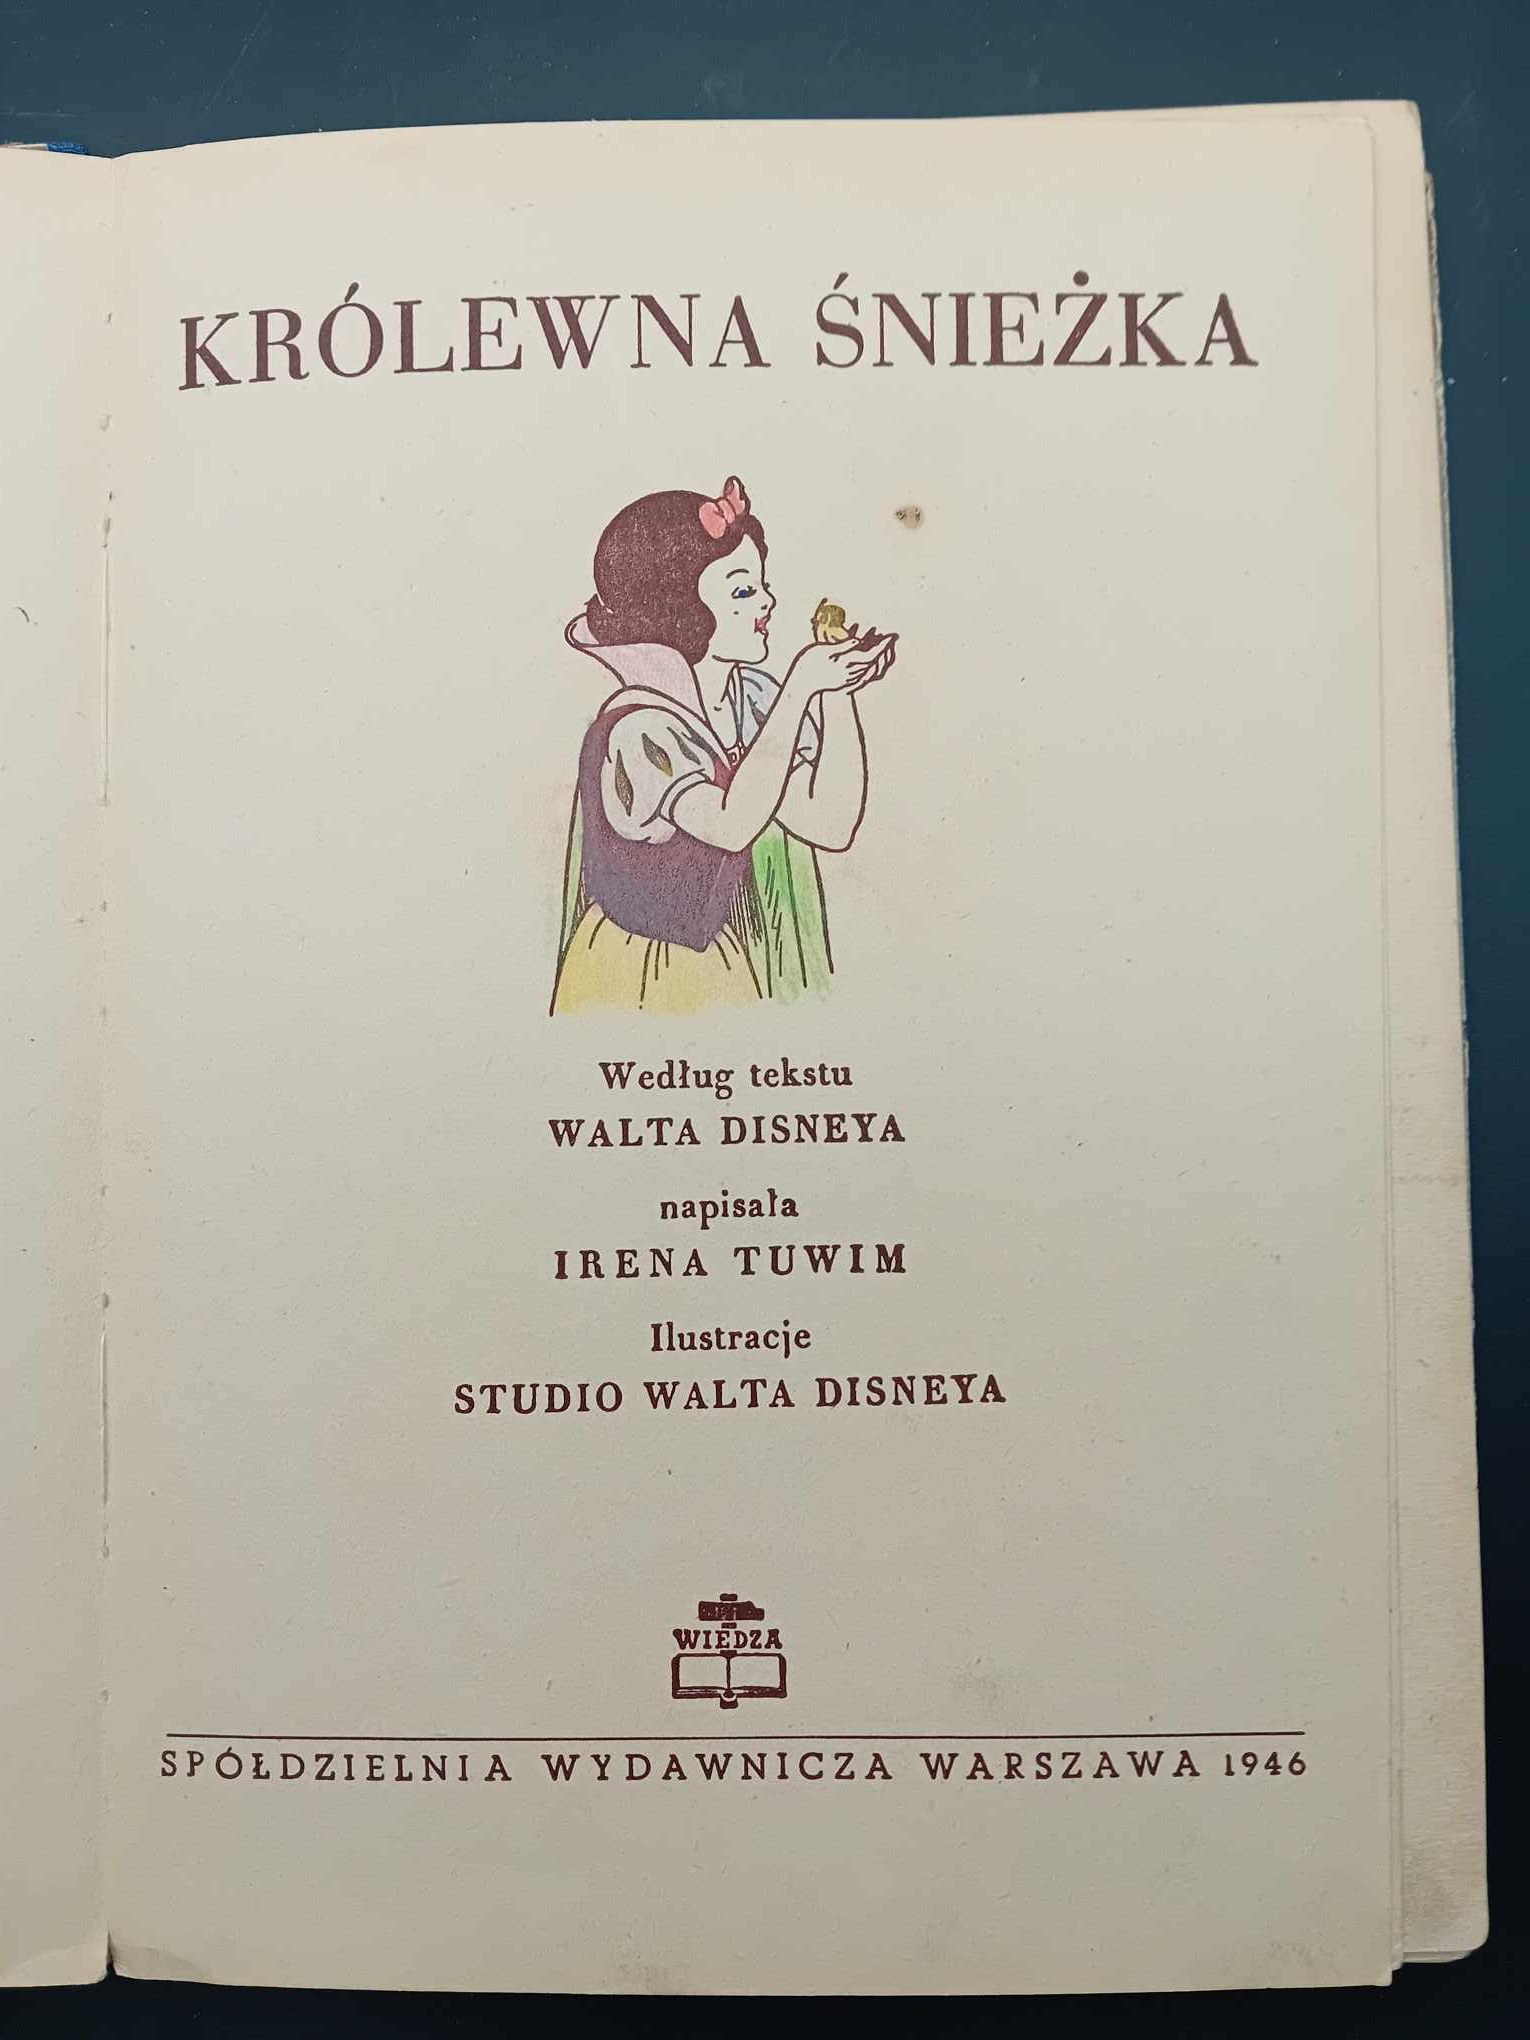 KRÓLEWNA ŚNIEŻKA
Według tekstu
WALTA DISNEYA
napisała
IRENA TUWIM
Ilustracje
STUDIO WALTA DISNEYA
WIEDZA
SPÓŁDZIELNIA WYDAWNICZA WARSZAWA 1946